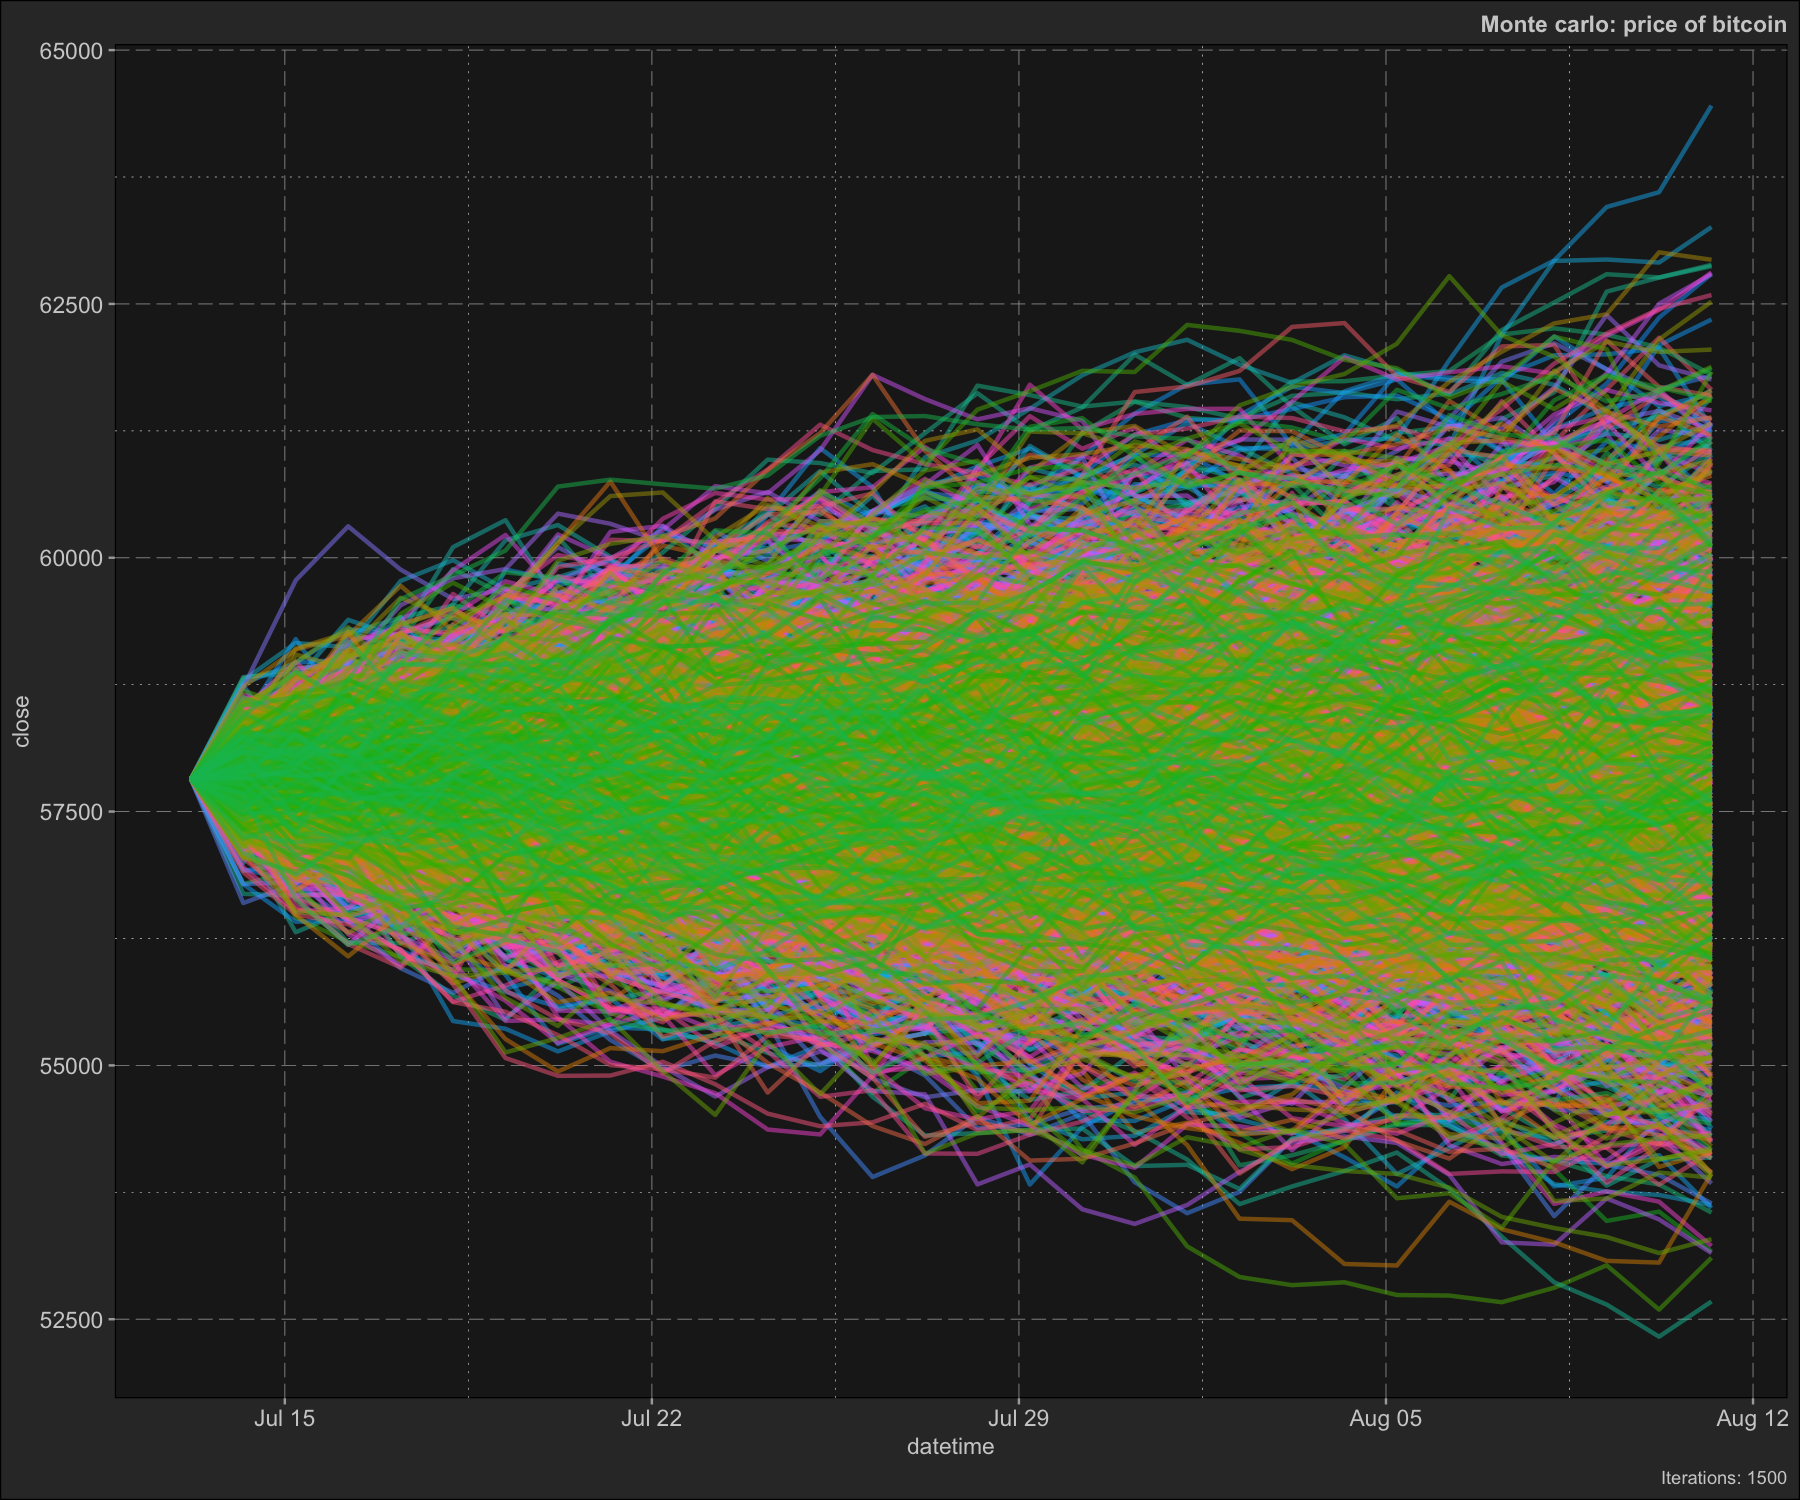 Monte carlo: price of bitcoin
65000
62500
60000
57500
55000
52500
close
Jul 15
Jul 22
Jul 29
Aug 05
Aug 12
datetime
Iterations: 1500